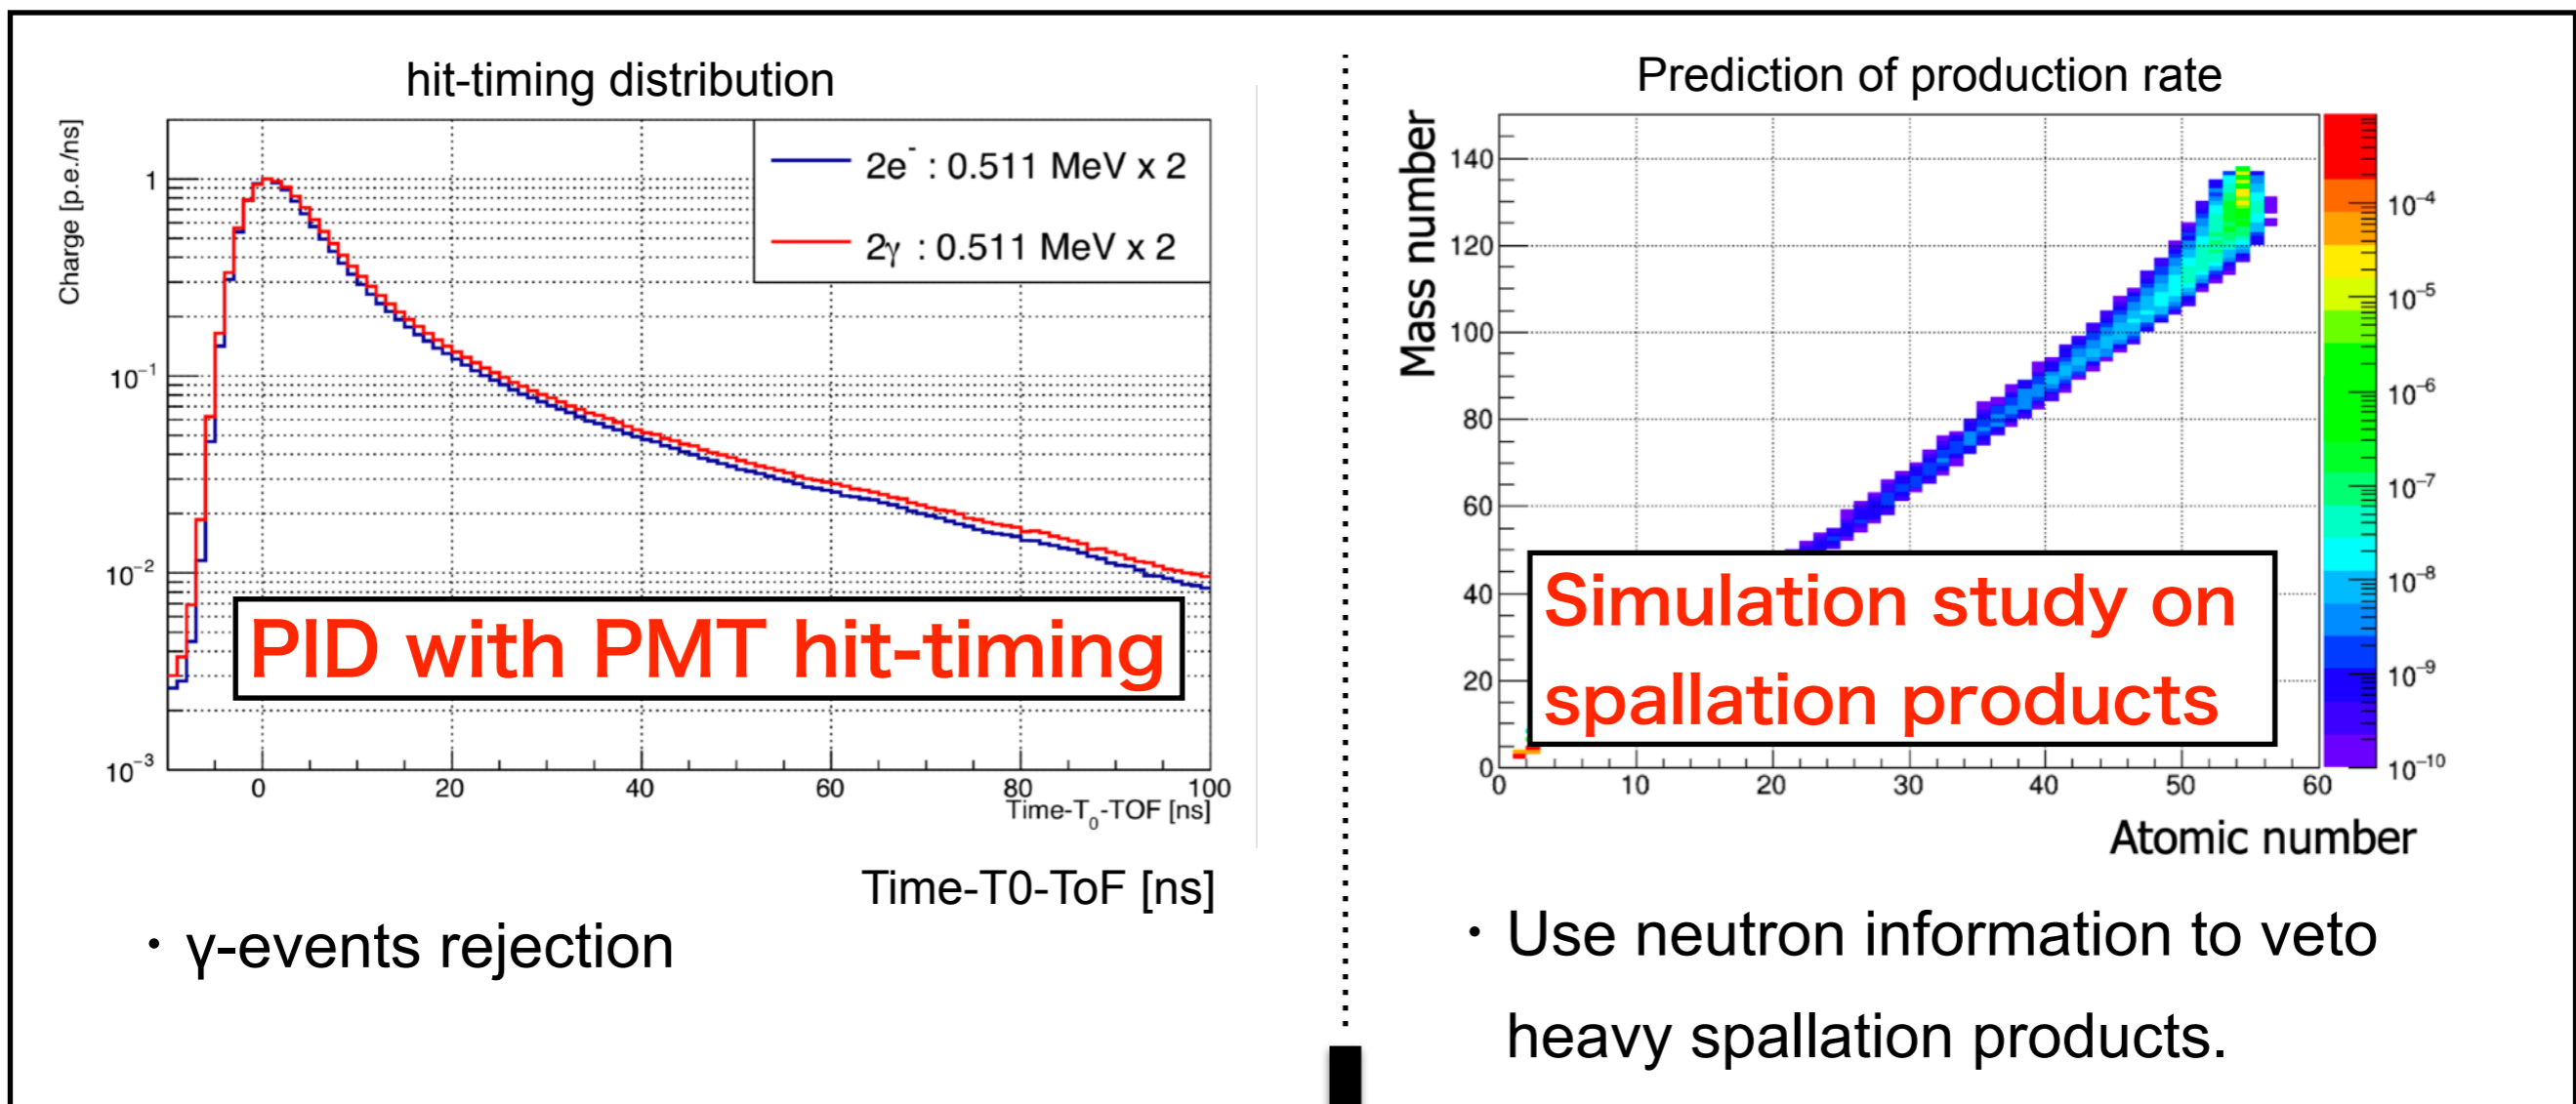 hit-timing distribution
Charge [p.e./ns]
1
10⁻¹
10⁻²
10⁻³
2e⁻ : 0.511 MeV x 2
2γ : 0.511 MeV x 2
PID with PMT hit-timing
0 20 40 60 80 100
Time-T₀-TOF [ns]
Time-T0-ToF [ns]
・γ-events rejection
Prediction of production rate
Mass number
140
120
100
80
60
40
20
0
Simulation study on
spallation products
0 10 20 30 40 50 60
Atomic number
10⁻⁴
10⁻⁵
10⁻⁶
10⁻⁷
10⁻⁸
10⁻⁹
10⁻¹⁰
・Use neutron information to veto
heavy spallation products.